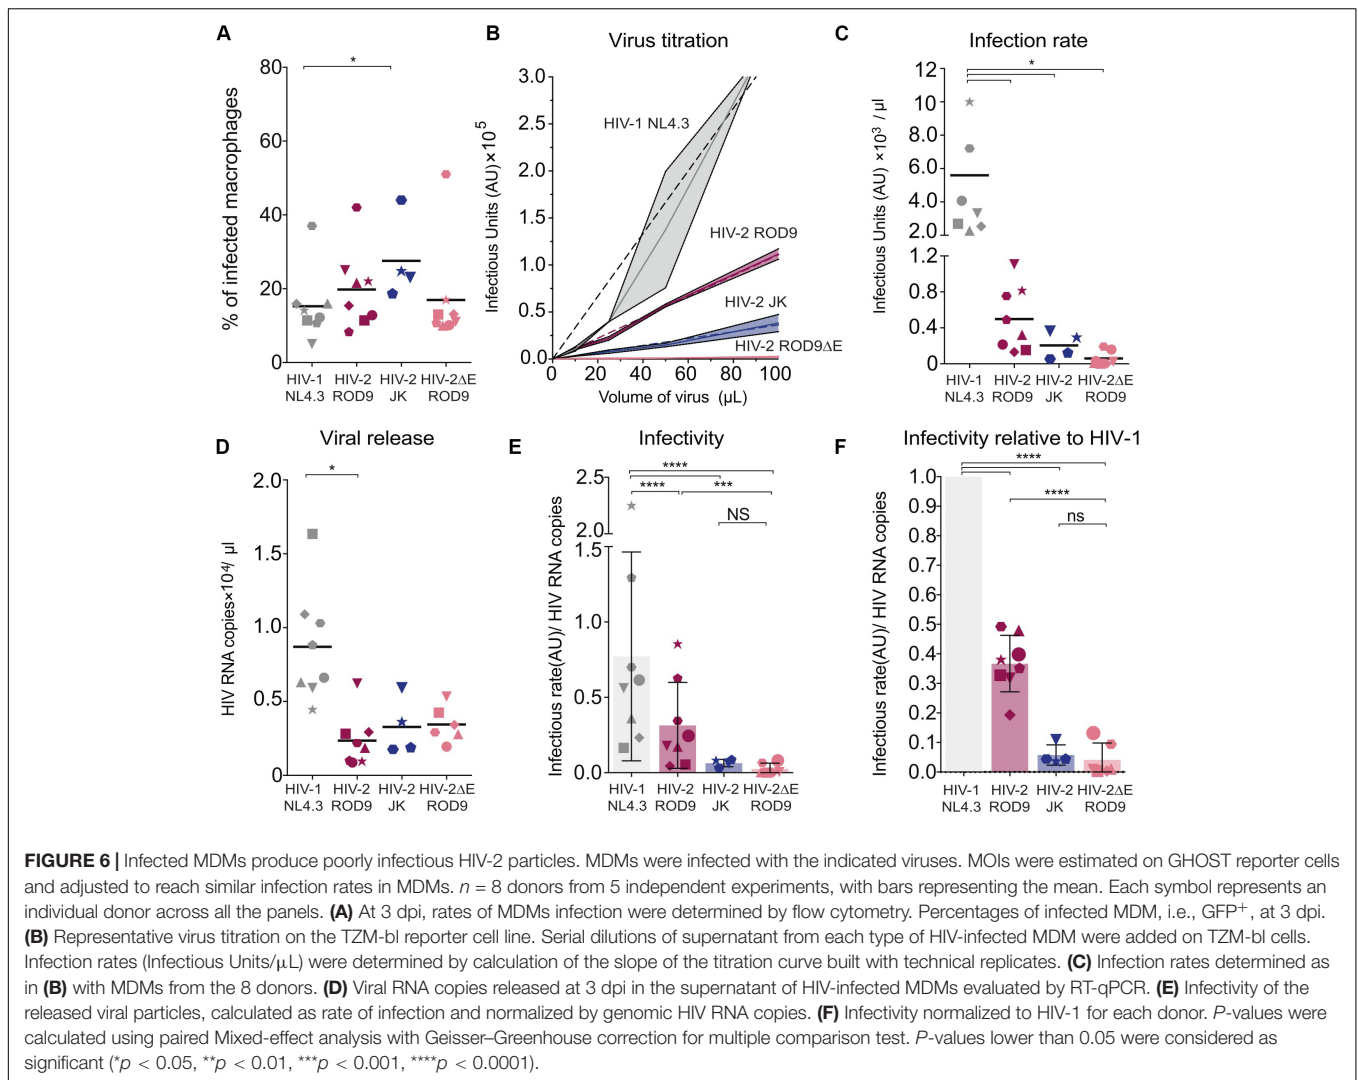 A
80
60
40
20
0
% of infected macrophages
*
HIV-1 NL4.3
HIV-2 ROD9
HIV-2 JK
HIV-2ΔE ROD9
B
Virus titration
3.0
2.5
2.0
1.5
1.0
0.5
0.0
Infectious Units (AU)×10⁵
HIV-1 NL4.3
HIV-2 ROD9
HIV-2 JK
HIV-2 ROD9ΔE
0 20 40 60 80 100
Volume of virus (µL)
C
Infection rate
*
12
10
8.0
6.0
4.0
2.0
1.2
0.8
0.4
0
Infectious Units (AU) ×10³ / µl
HIV-1 NL4.3
HIV-2 ROD9
HIV-2 JK
HIV-2ΔE ROD9
D
Viral release
*
2.0
1.5
1.0
0.5
0
HIV RNA copies×10⁴/ µl
HIV-1 NL4.3
HIV-2 ROD9
HIV-2 JK
HIV-2ΔE ROD9
E
Infectivity
****
**** ***
NS
2.5
2.0
1.5
1.0
0.5
0.0
Infectious rate(AU)/ HIV RNA copies
HIV-1 NL4.3
HIV-2 ROD9
HIV-2 JK
HIV-2ΔE ROD9
F
Infectivity relative to HIV-1
****
****
ns
1.0
0.9
0.8
0.7
0.6
0.5
0.4
0.3
0.2
0.1
0.0
Infectious rate(AU)/ HIV RNA copies
HIV-1 NL4.3
HIV-2 ROD9
HIV-2 JK
HIV-2ΔE ROD9
FIGURE 6 | Infected MDMs produce poorly infectious HIV-2 particles. MDMs were infected with the indicated viruses. MOIs were estimated on GHOST reporter cells
and adjusted to reach similar infection rates in MDMs. n = 8 donors from 5 independent experiments, with bars representing the mean. Each symbol represents an
individual donor across all the panels. (A) At 3 dpi, rates of MDMs infection were determined by flow cytometry. Percentages of infected MDM, i.e., GFP⁺, at 3 dpi.
(B) Representative virus titration on the TZM-bl reporter cell line. Serial dilutions of supernatant from each type of HIV-infected MDM were added on TZM-bl cells.
Infection rates (Infectious Units/µL) were determined by calculation of the slope of the titration curve built with technical replicates. (C) Infection rates determined as
in (B) with MDMs from the 8 donors. (D) Viral RNA copies released at 3 dpi in the supernatant of HIV-infected MDMs evaluated by RT-qPCR. (E) Infectivity of the
released viral particles, calculated as rate of infection and normalized by genomic HIV RNA copies. (F) Infectivity normalized to HIV-1 for each donor. P-values were
calculated using paired Mixed-effect analysis with Geisser–Greenhouse correction for multiple comparison test. P-values lower than 0.05 were considered as
significant (*p < 0.05, **p < 0.01, ***p < 0.001, ****p < 0.0001).